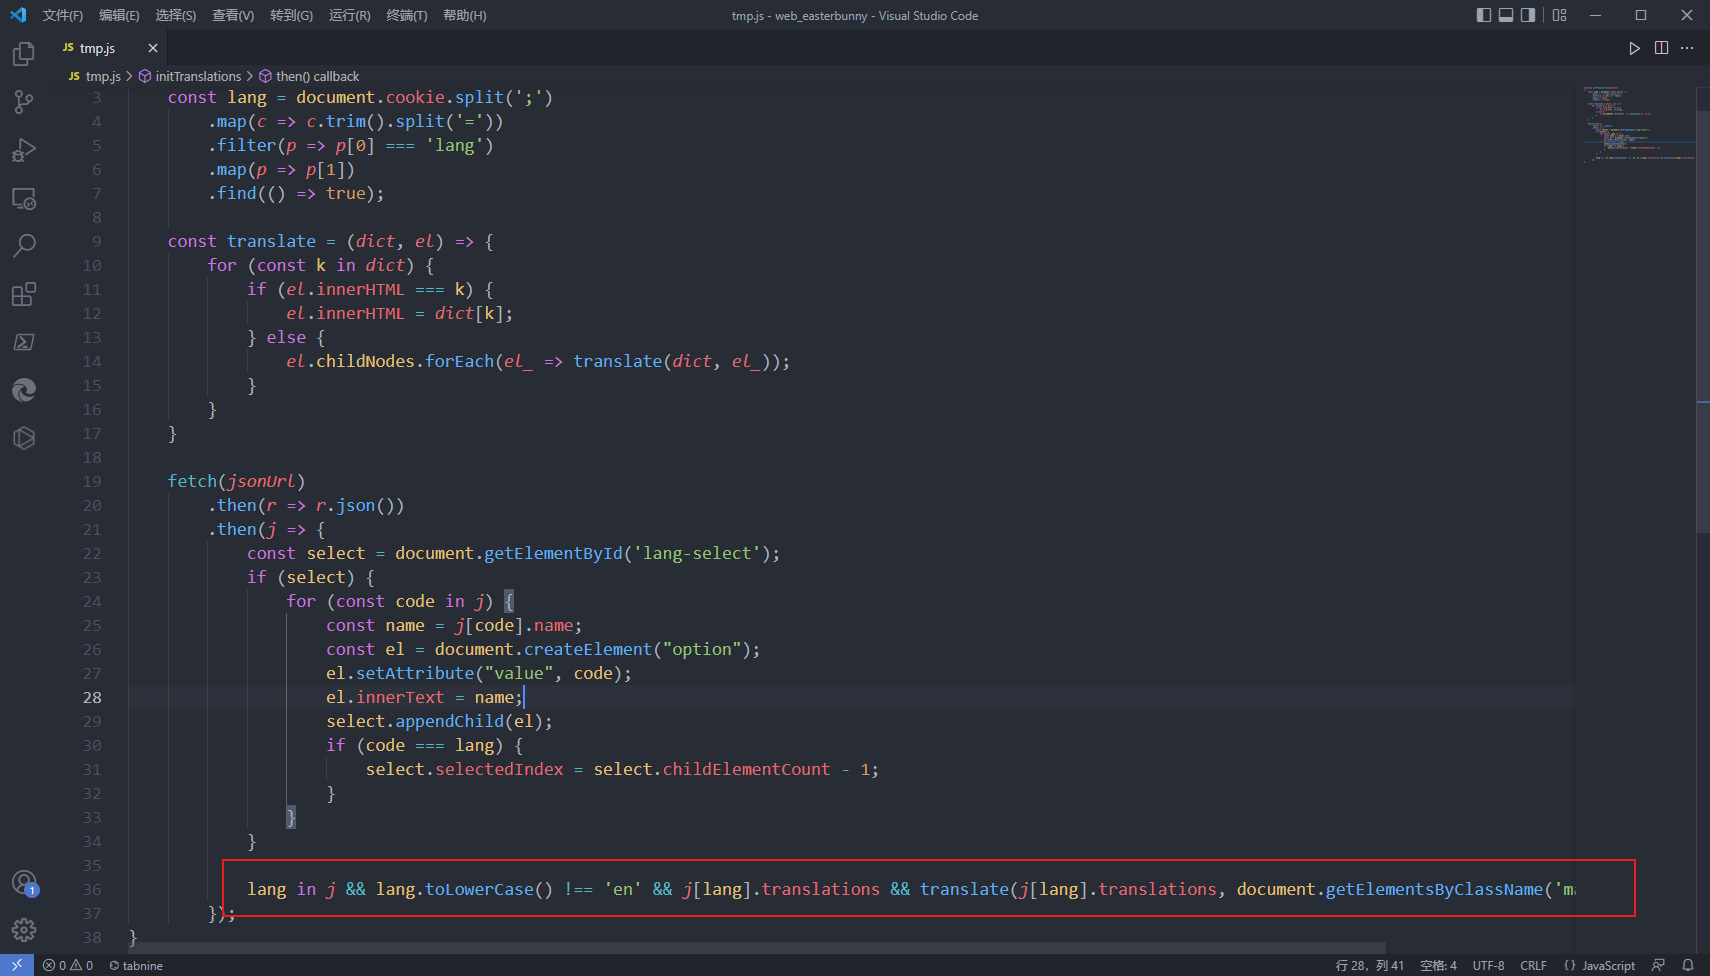 文件(F) 编辑(E) 选择(S) 查看(V) 转到(G) 运行(R) 终端(T) 帮助(H) tmp.js - web_easterbunny - Visual Studio Code
JS tmp.js
JS tmp.js > initTranslations > then() callback
3 const lang = document.cookie.split(';')
4 .map(c => c.trim().split('='))
5 .filter(p => p[0] === 'lang')
6 .map(p => p[1])
7 .find(() => true);
8
9 const translate = (dict, el) => {
10 for (const k in dict) {
11 if (el.innerHTML === k) {
12 el.innerHTML = dict[k];
13 } else {
14 el.childNodes.forEach(el_ => translate(dict, el_));
15 }
16 }
17 }
18
19 fetch(jsonUrl)
20 .then(r => r.json())
21 .then(j => {
22 const select = document.getElementById('lang-select');
23 if (select) {
24 for (const code in j) {
25 const name = j[code].name;
26 const el = document.createElement("option");
27 el.setAttribute("value", code);
28 el.innerText = name;
29 select.appendChild(el);
30 if (code === lang) {
31 select.selectedIndex = select.childElementCount - 1;
32 }
33 }
34 }
35
36 lang in j && lang.toLowerCase() !== 'en' && j[lang].translations && translate(j[lang].translations, document.getElementsByClassName('ma
37 });
38 }
1
0 0 tabnine 行 28，列 41 空格: 4 UTF-8 CRLF {} JavaScript